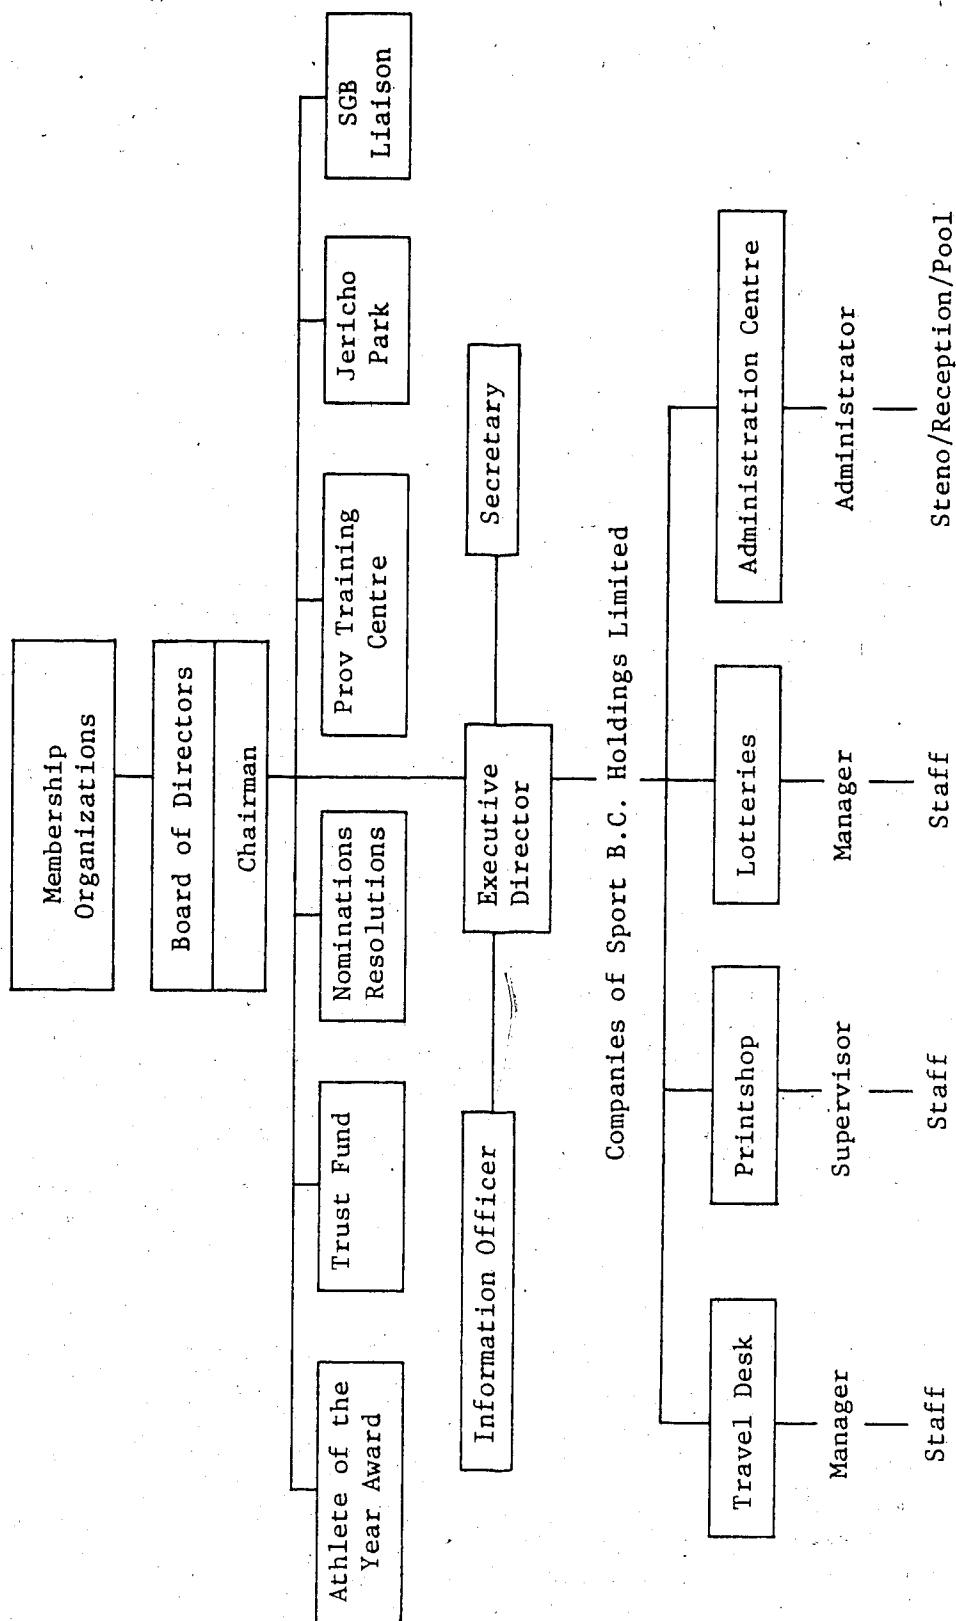 Membership
Organizations
Board of Directors
Chairman
Athlete of the
Year Award
Trust Fund
Nominations
Resolutions
Prov Training
Centre
Jericho
Park
SGB
Liaison
Information Officer
Executive
Director
Secretary
Companies of Sport B.C. Holdings Limited
Travel Desk
Printshop
Lotteries
Administration Centre
Manager
Supervisor
Manager
Administrator
Staff
Staff
Staff
Steno/Reception/Pool